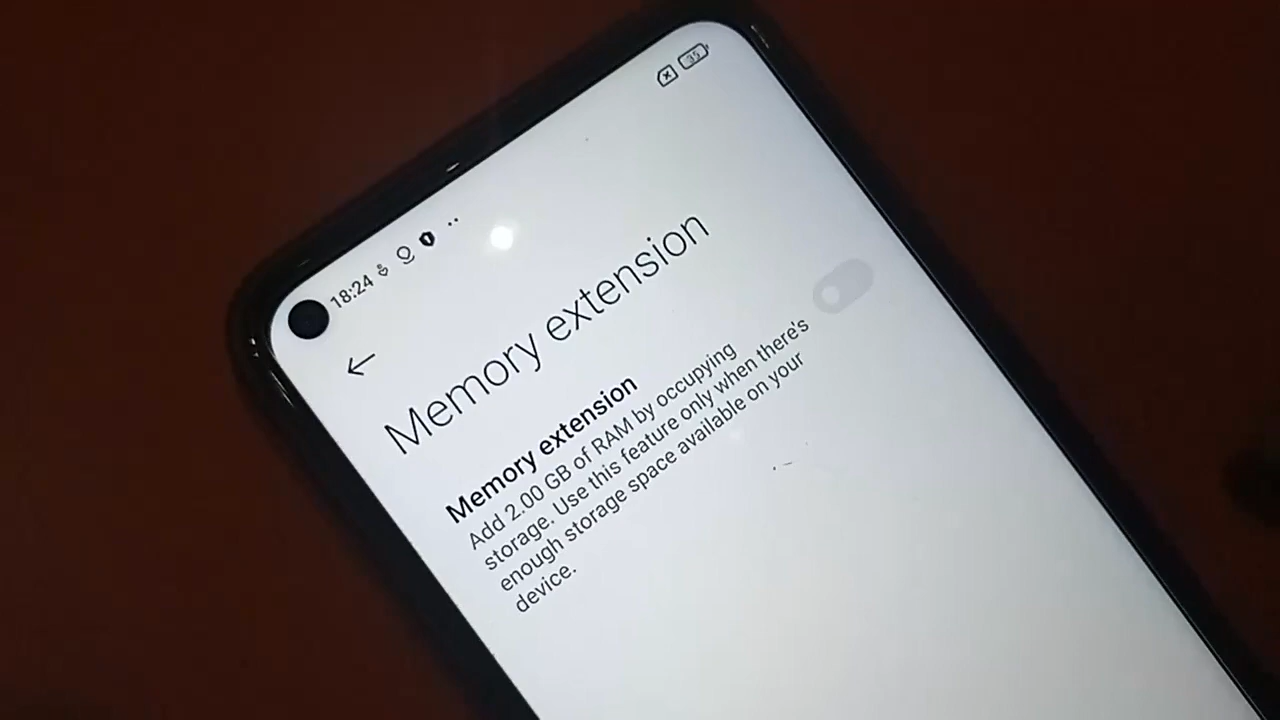 18:24
35
Memory extension
Memory extension
Add 2.00 GB of RAM by occupying
storage. Use this feature only when there's
enough storage space available on your
device.